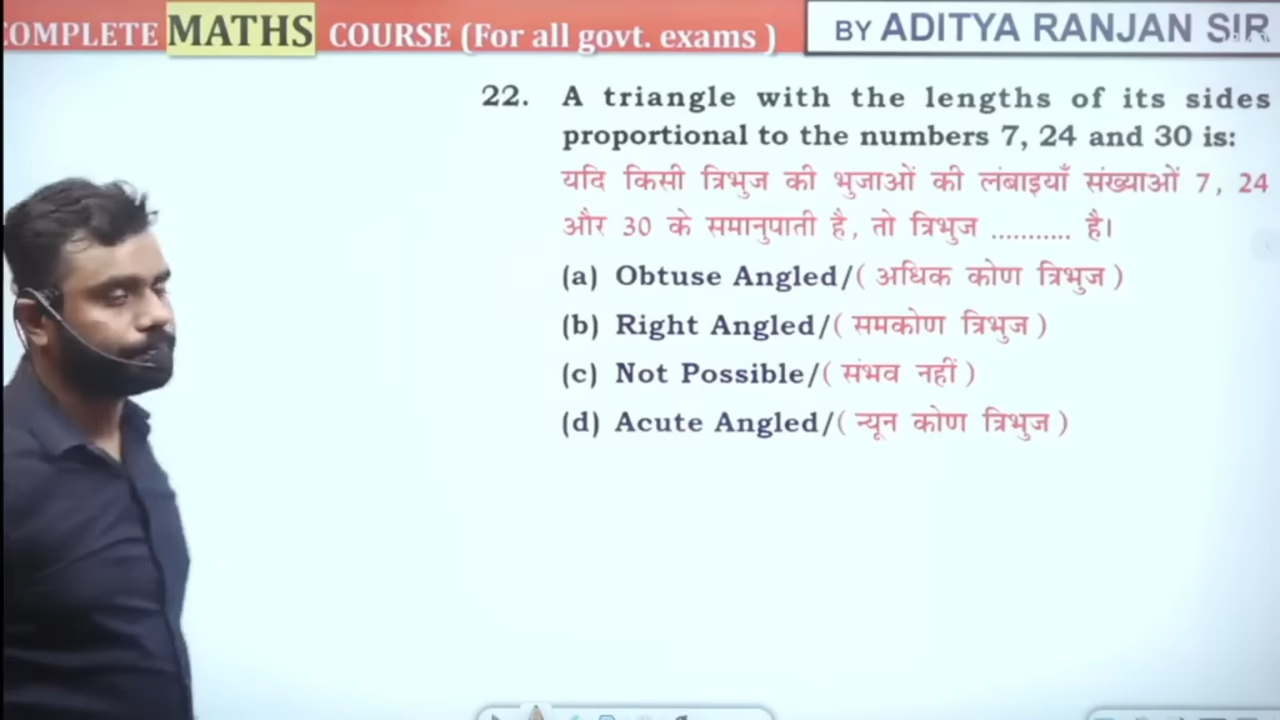 OMPLETE MATHS COURSE (For all govt. exams )
BY ADITYA RANJAN SIR
22. A triangle with the lengths of its sides
proportional to the numbers 7, 24 and 30 is:
यदि किसी त्रिभुज की भुजाओं की लंबाइयाँ संख्याओं 7, 24
और 30 के समानुपाती है, तो त्रिभुज ........... है।
(a) Obtuse Angled/( अधिक कोण त्रिभुज )
(b) Right Angled/( समकोण त्रिभुज )
(c) Not Possible/( संभव नहीं )
(d) Acute Angled/( न्यून कोण त्रिभुज )